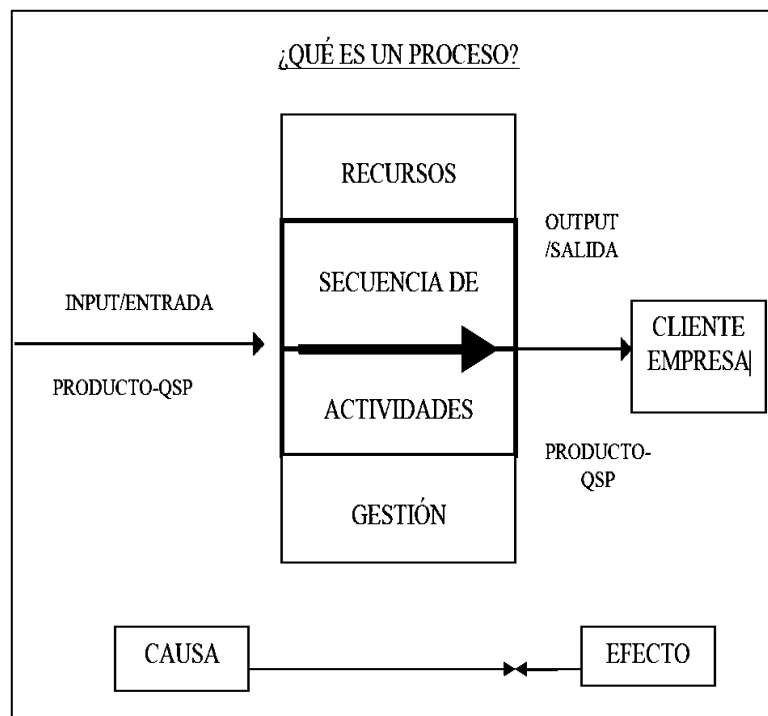 ¿QUÉ ES UN PROCESO?
RECURSOS
OUTPUT
/SALIDA
SECUENCIA DE
INPUT/ENTRADA
CLIENTE
EMPRESA
PRODUCTO-QSP
ACTIVIDADES
PRODUCTO-
QSP
GESTIÓN
CAUSA
EFECTO